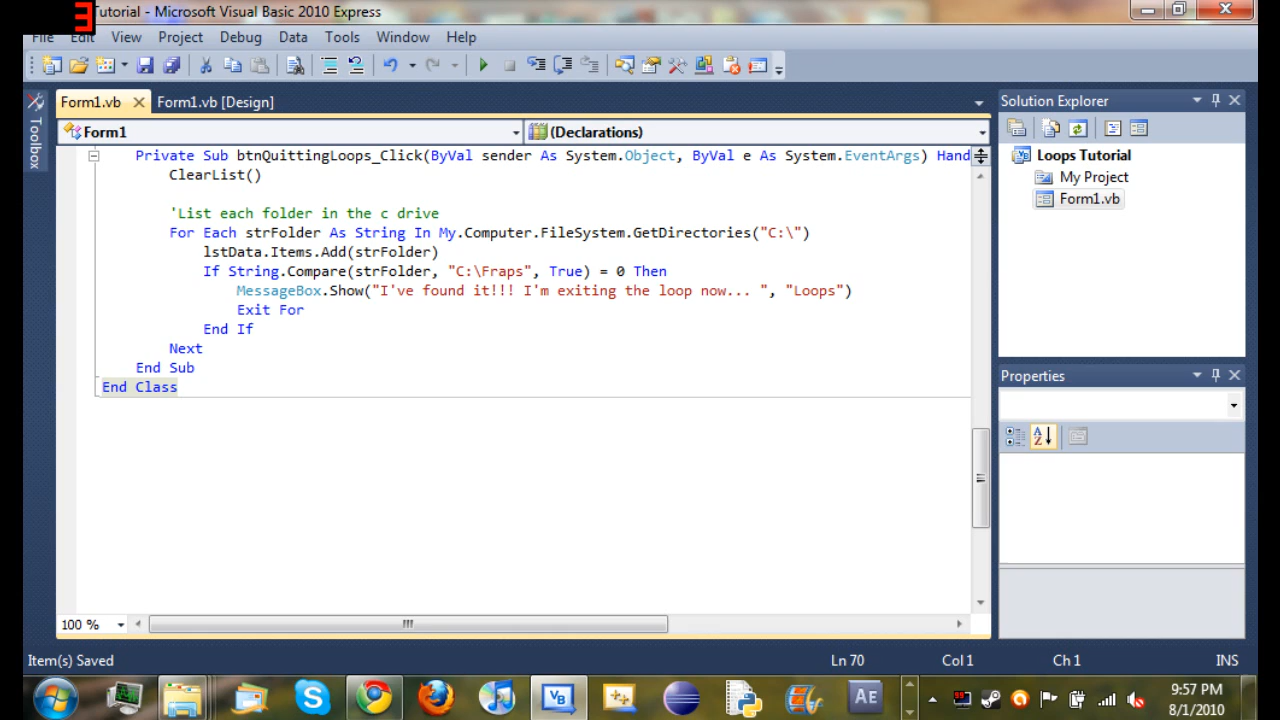 Tutorial - Microsoft Visual Basic 2010 Express
3
File Edit View Project Debug Data Tools Window Help
Toolbox
Form1.vb Form1.vb [Design]
Form1 (Declarations)
Private Sub btnQuittingLoops_Click(ByVal sender As System.Object, ByVal e As System.EventArgs) Hand
ClearList()
'List each folder in the c drive
For Each strFolder As String In My.Computer.FileSystem.GetDirectories("C:\")
lstData.Items.Add(strFolder)
If String.Compare(strFolder, "C:\Fraps", True) = 0 Then
MessageBox.Show("I've found it!!! I'm exiting the loop now... ", "Loops")
Exit For
End If
Next
End Sub
End Class
100 %
Solution Explorer
Loops Tutorial
My Project
Form1.vb
Properties
Item(s) Saved Ln 70 Col 1 Ch 1 INS
VB AE
9:57 PM
8/1/2010